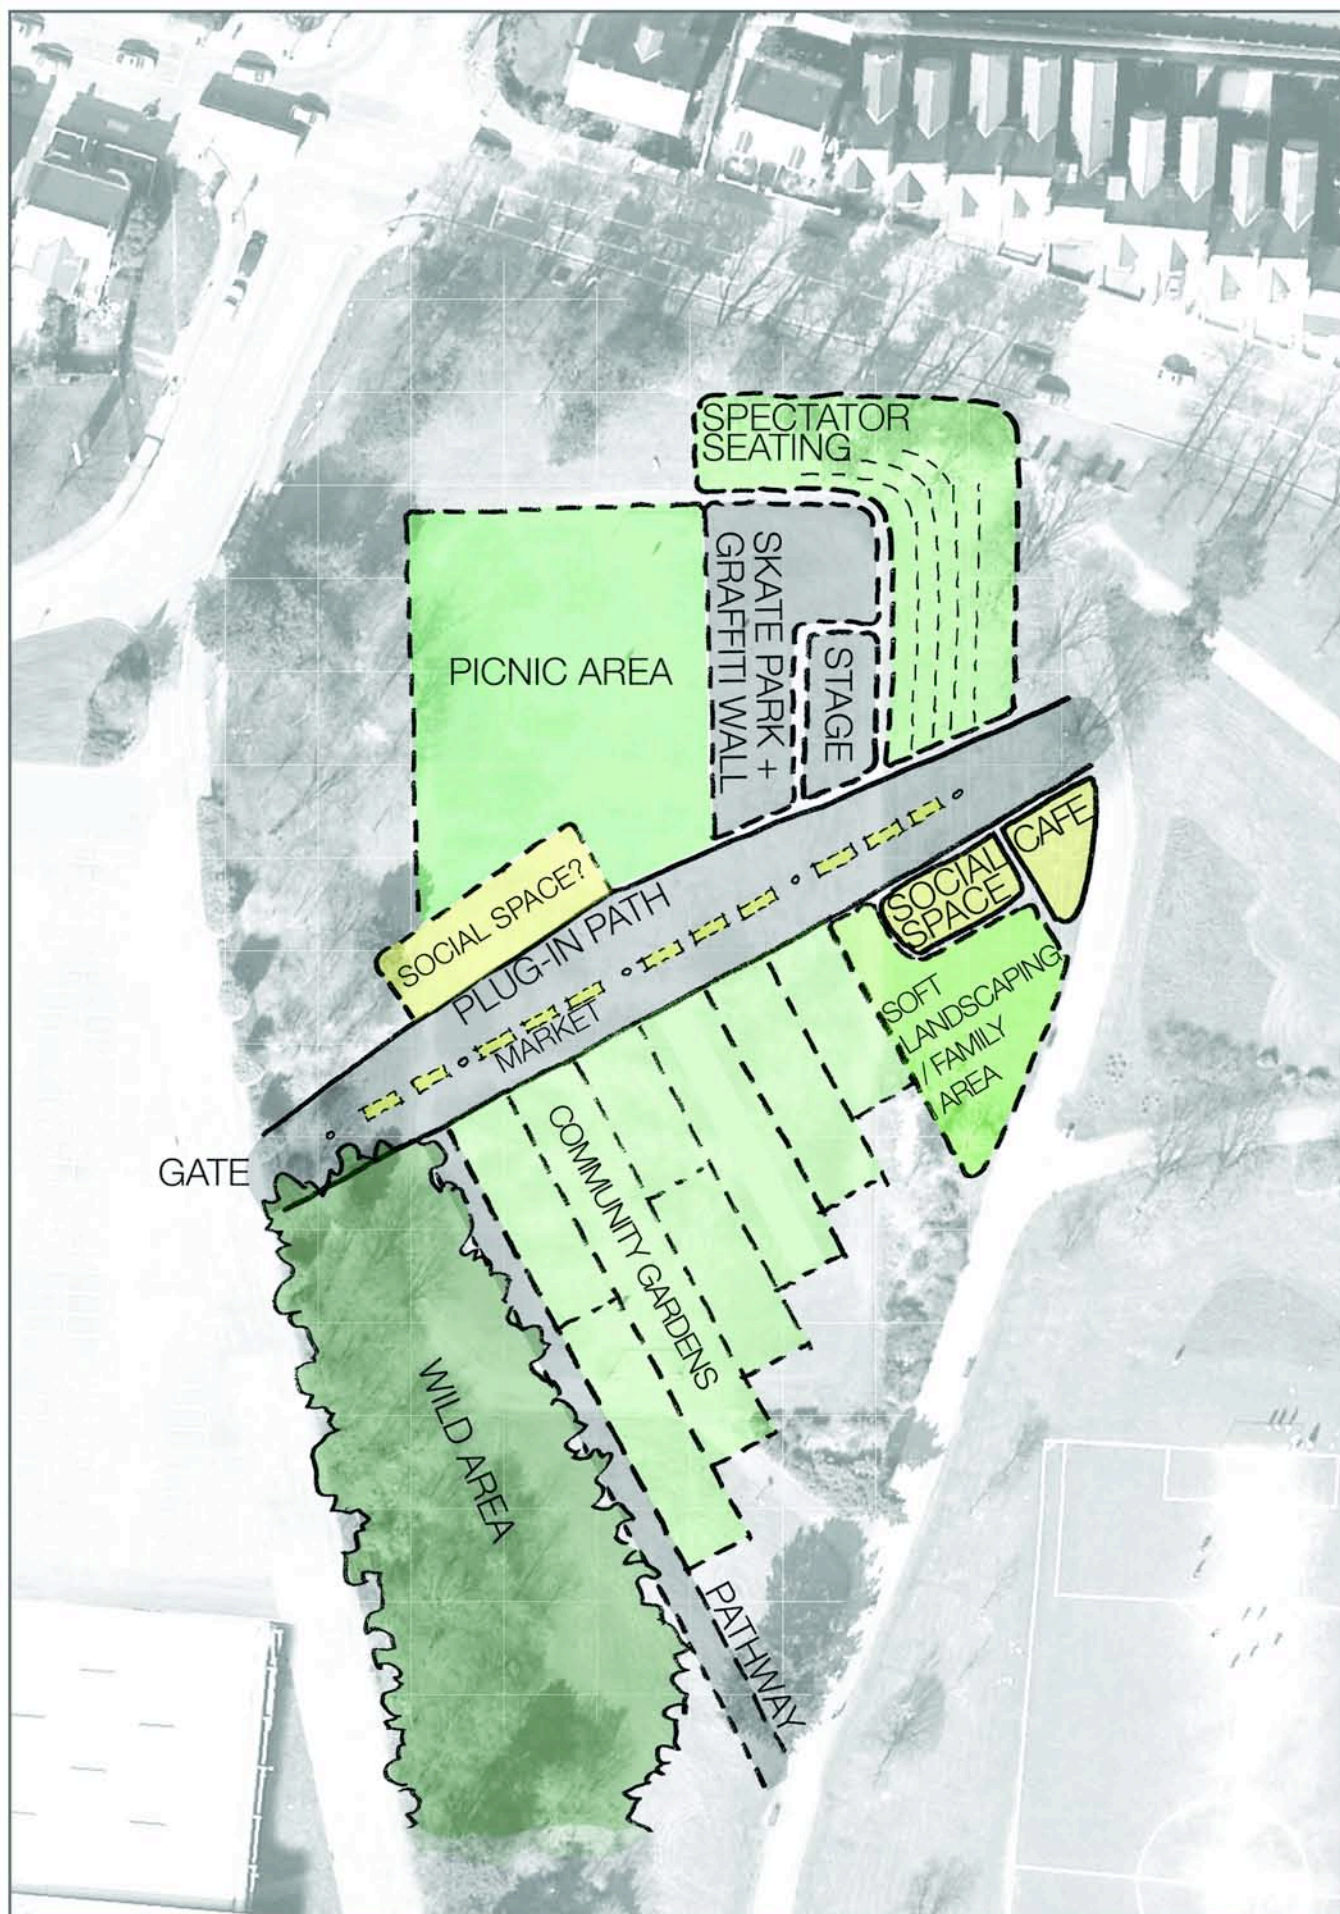 SPECTATOR
SEATING
SKATE PARK +
GRAFFITI WALL
STAGE
PICNIC AREA
SOCIAL SPACE?
PLUG-IN PATH
MARKET
CAFE
SOCIAL
SPACE
SOFT
LANDSCAPING
/ FAMILY
AREA
GATE
COMMUNITY GARDENS
WILD AREA
PATHWAY